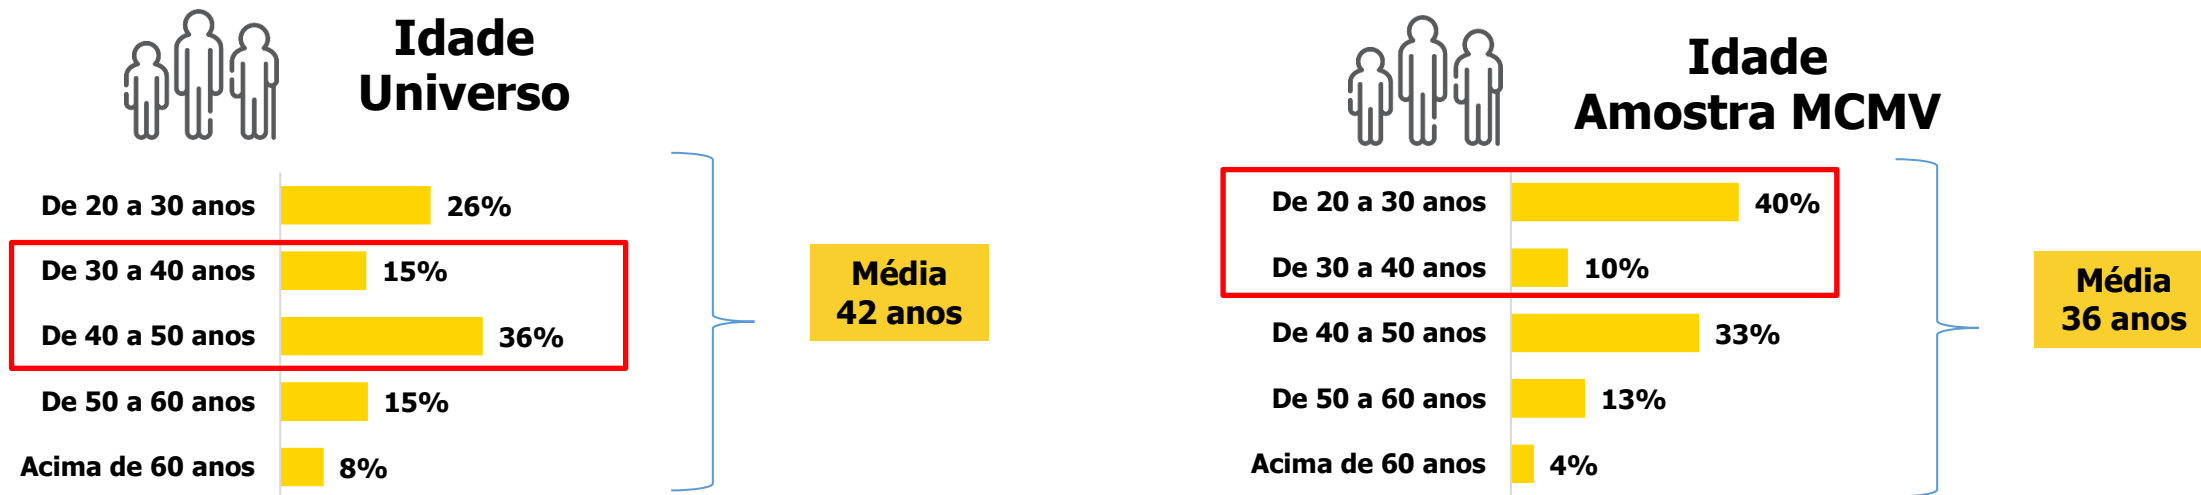 Idade
Universo
De 20 a 30 anos 26%
De 30 a 40 anos 15%
De 40 a 50 anos 36%
De 50 a 60 anos 15%
Acima de 60 anos 8%
Média
42 anos
Idade
Amostra MCMV
De 20 a 30 anos 40%
De 30 a 40 anos 10%
De 40 a 50 anos 33%
De 50 a 60 anos 13%
Acima de 60 anos 4%
Média
36 anos